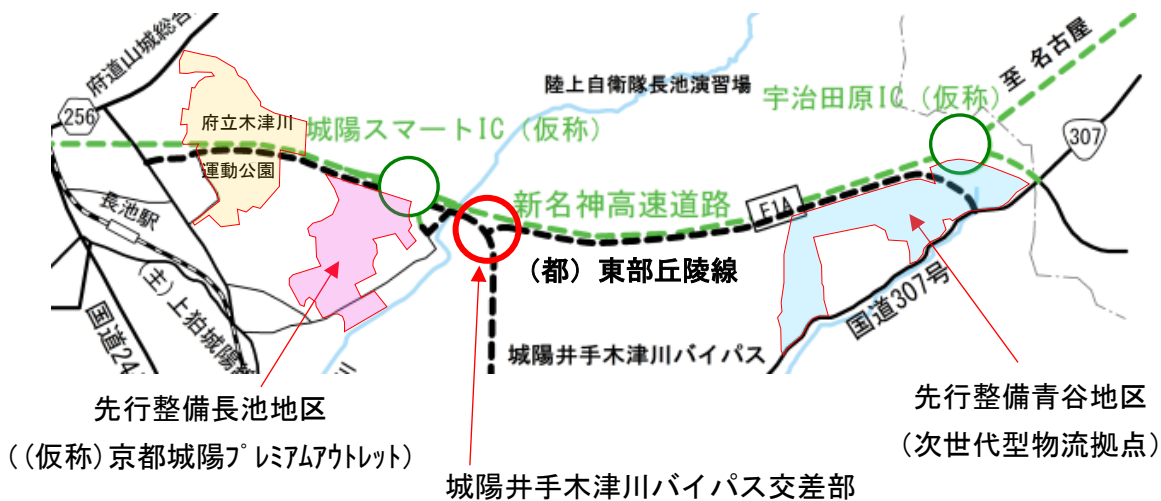 府道山城総合
256
府立木津川
運動公園
城陽スマートIC（仮称）
陸上自衛隊長池演習場
宇治田原IC（仮称）
至 名古屋
307
長池駅
新名神高速道路
E1A
（都）東部丘陵線
(主)上狛城陽
国道24
国道307号
城陽井手木津川バイパス
川
先行整備長池地区
((仮称)京都城陽ﾌﾟﾚﾐｱﾑｱｳﾄﾚｯﾄ)
先行整備青谷地区
(次世代型物流拠点)
城陽井手木津川バイパス交差部